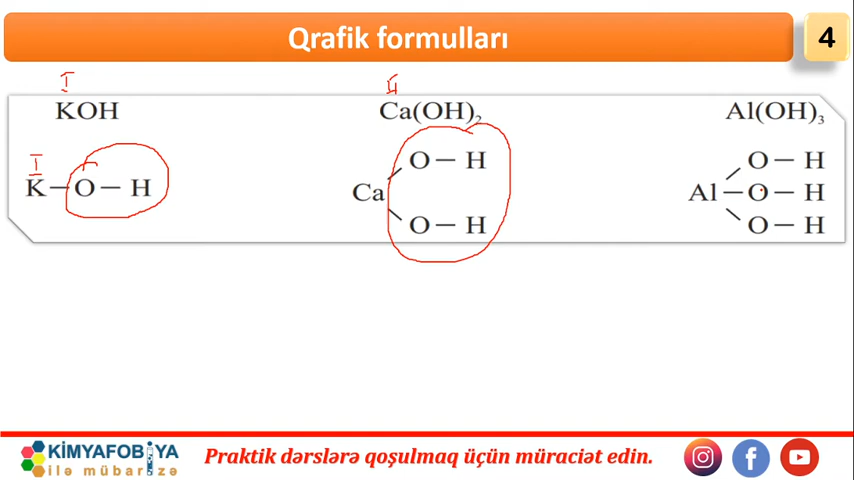 Qrafik formulları
4
I II
KOH Ca(OH)₂ Al(OH)₃
O — H O — H
I
K — O — H Ca Al — O — H
O — H O — H
KİMYAFOBİYA
ilə mübarizə
Praktik dərslərə qoşulmaq üçün müraciət edin.